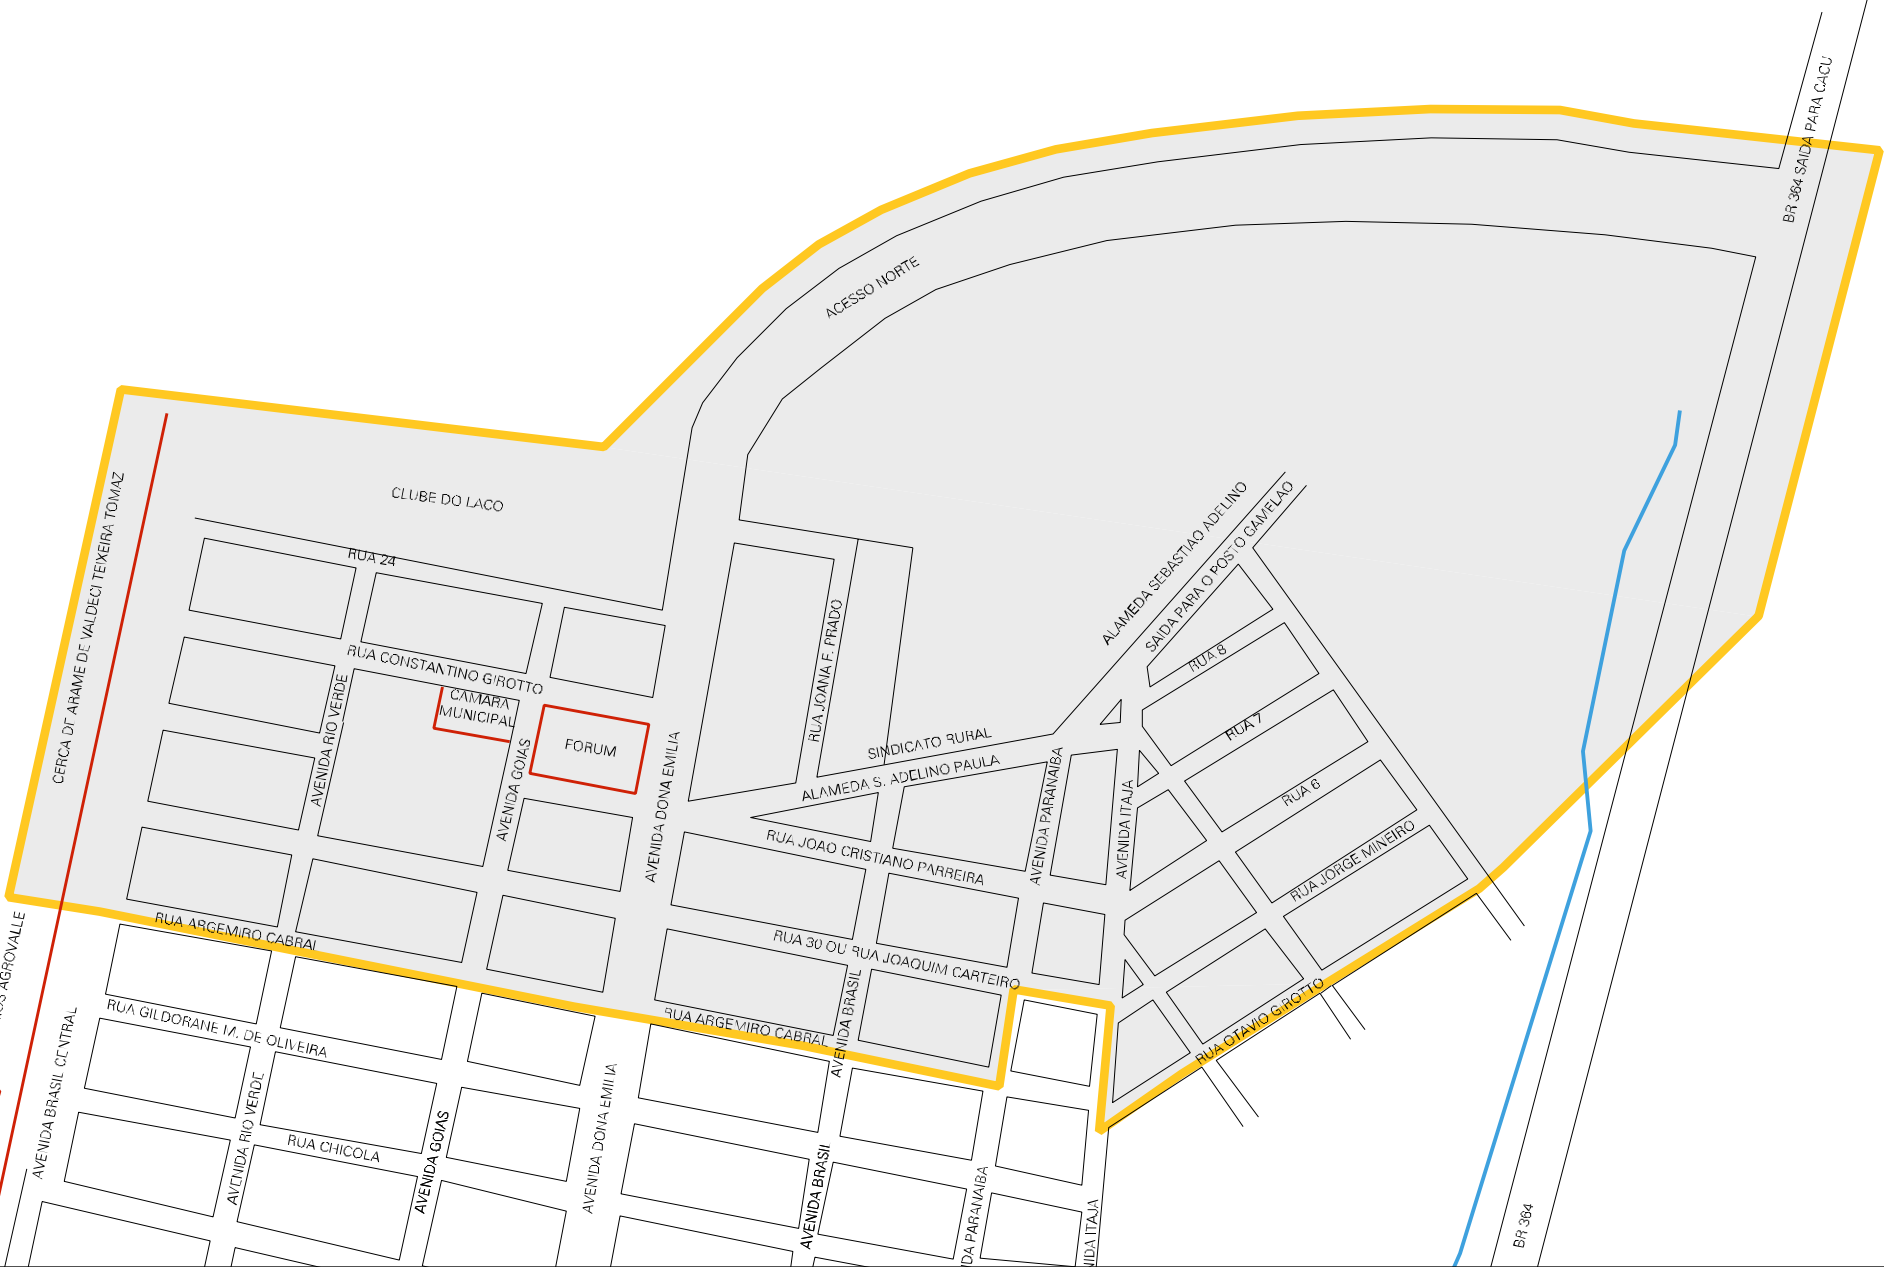 BR 364 SAIDA PARA CACU
ACESSO NORTE
CERCA DE ARAME DE VALDECI TEIXEIRA TOMAZ
CLUBE DO LACO
RUA 24
ALAMEDA SEBASTIAO ADELINO
SAIDA PARA O POSTO GAMELAO
RUA CONSTANTINO GIROTTO
RUA JOANA F. PRADO
RUA 8
CAMARA
MUNICIPAL
AVENIDA RIO VERDE
AVENIDA GOIAS
FORUM
AVENIDA DONA EMILIA
SINDICATO RURAL
ALAMEDA S. ADELINO PAULA
RUA 7
AVENIDA PARANAIBA
AVENIDA ITAJA
RUA 6
RUA JOAO CRISTIANO PARREIRA
RUA JORGE MINEIRO
RUA ARGEMIRO CABRAL
RUA 30 OU RUA JOAQUIM CARTEIRO
AGROVALLE
RUA GILDORANE M. DE OLIVEIRA
RUA ARGEMIRO CABRAL
AVENIDA BRASIL
RUA OTAVIO GIROTTO
AVENIDA BRASIL CENTRAL
AVENIDA RIO VERDE
RUA CHICOLA
AVENIDA GOIAS
AVENIDA DONA EMILIA
AVENIDA BRASIL
DA PARANAIBA
NIDA ITAJA
BR 364